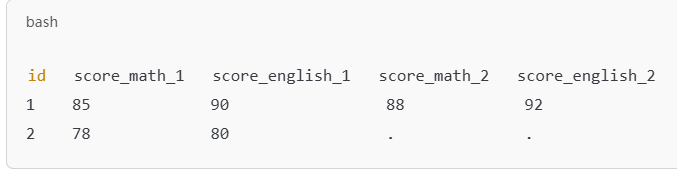 bash
id score_math_1 score_english_1 score_math_2 score_english_2
1 85 90 88 92
2 78 80 . .